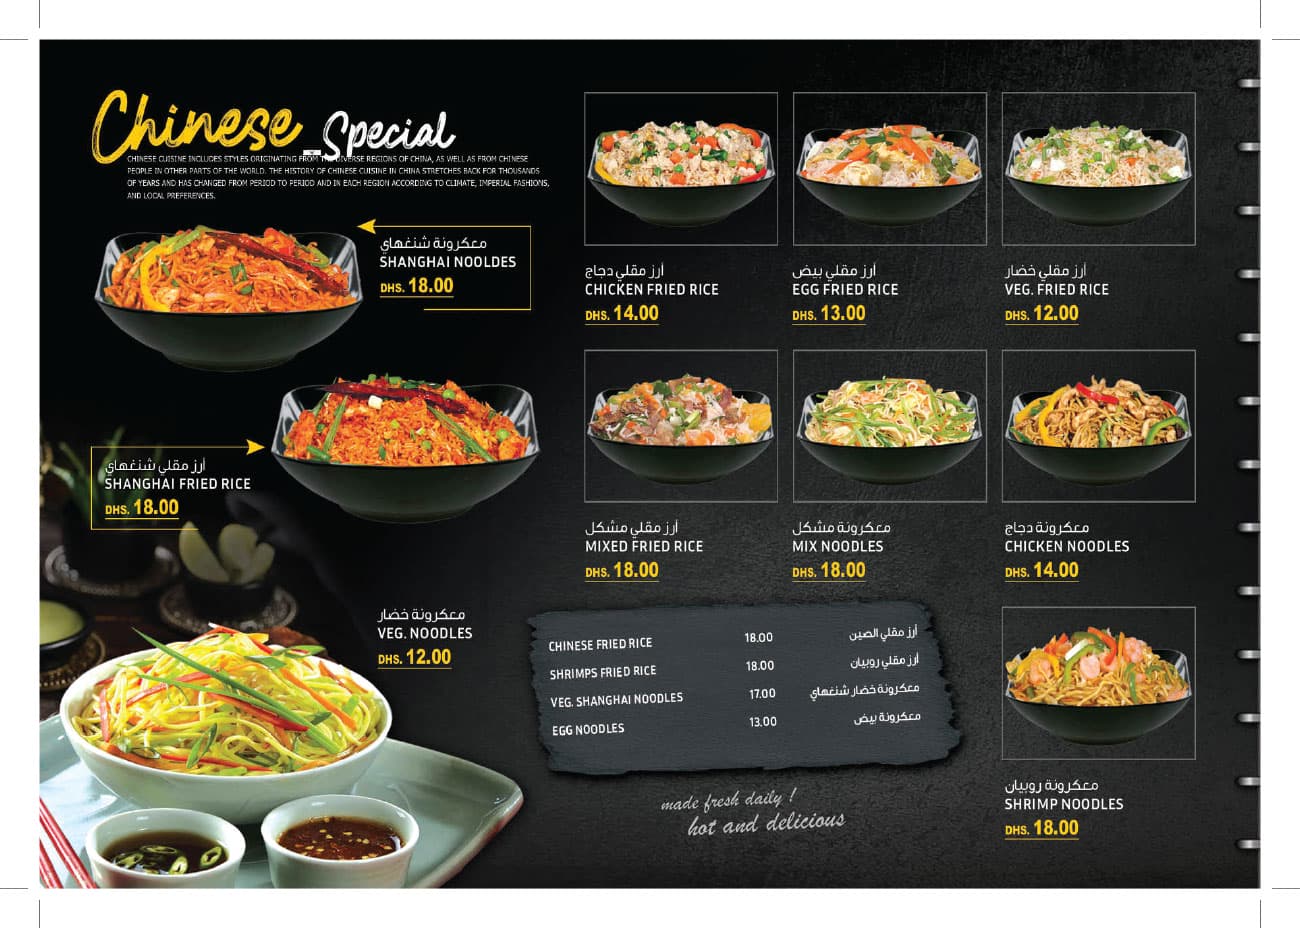 Chinese Special
CHINESE CUISINE INCLUDES STYLES ORIGINATING FROM THE DIVERSE REGIONS OF CHINA, AS WELL AS FROM CHINESE
PEOPLE IN OTHER PARTS OF THE WORLD. THE HISTORY OF CHINESE CUISINE IN CHINA STRETCHES BACK FOR THOUSANDS
OF YEARS AND HAS CHANGED FROM PERIOD TO PERIOD AND IN EACH REGION ACCORDING TO CLIMATE, IMPERIAL FASHIONS,
AND LOCAL PREFERENCES.
معكرونة شنغهاي
SHANGHAI NOOLDES
DHS. 18.00
أرز مقلي شنغهاي
SHANGHAI FRIED RICE
DHS. 18.00
معكرونة خضار
VEG. NOODLES
DHS. 12.00
أرز مقلي دجاج
CHICKEN FRIED RICE
DHS. 14.00
أرز مقلي بيض
EGG FRIED RICE
DHS. 13.00
أرز مقلي خضار
VEG. FRIED RICE
DHS. 12.00
أرز مقلي مشكل
MIXED FRIED RICE
DHS. 18.00
معكرونة مشكل
MIX NOODLES
DHS. 18.00
معكرونة دجاج
CHICKEN NOODLES
DHS. 14.00
CHINESE FRIED RICE 18.00 أرز مقلي الصين
SHRIMPS FRIED RICE 18.00 أرز مقلي روبيان
VEG. SHANGHAI NOODLES 17.00 معكرونة خضار شنغهاي
EGG NOODLES 13.00 معكرونة بيض
معكرونة روبيان
SHRIMP NOODLES
DHS. 18.00
made fresh daily !
hot and delicious